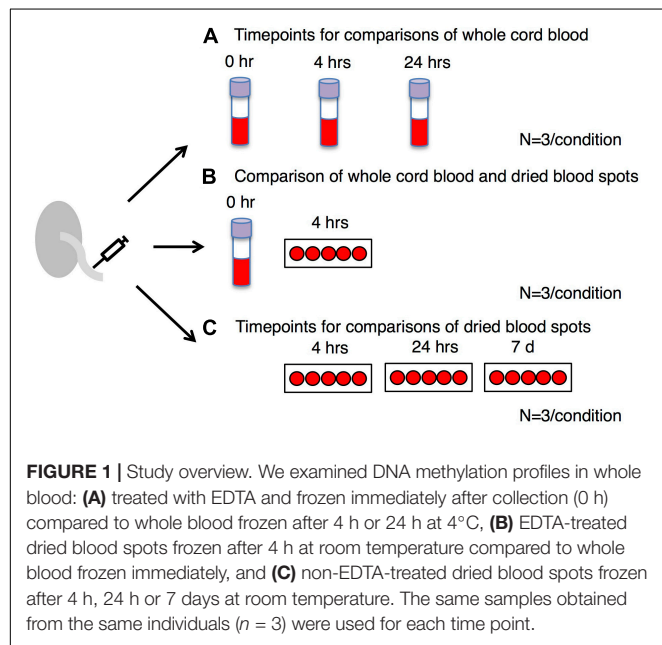 A Timepoints for comparisons of whole cord blood
0 hr 4 hrs 24 hrs
N=3/condition
B Comparison of whole cord blood and dried blood spots
0 hr
4 hrs
N=3/condition
C Timepoints for comparisons of dried blood spots
4 hrs 24 hrs 7 d
N=3/condition
FIGURE 1 | Study overview. We examined DNA methylation profiles in whole
blood: (A) treated with EDTA and frozen immediately after collection (0 h)
compared to whole blood frozen after 4 h or 24 h at 4°C, (B) EDTA-treated
dried blood spots frozen after 4 h at room temperature compared to whole
blood frozen immediately, and (C) non-EDTA-treated dried blood spots frozen
after 4 h, 24 h or 7 days at room temperature. The same samples obtained
from the same individuals (n = 3) were used for each time point.